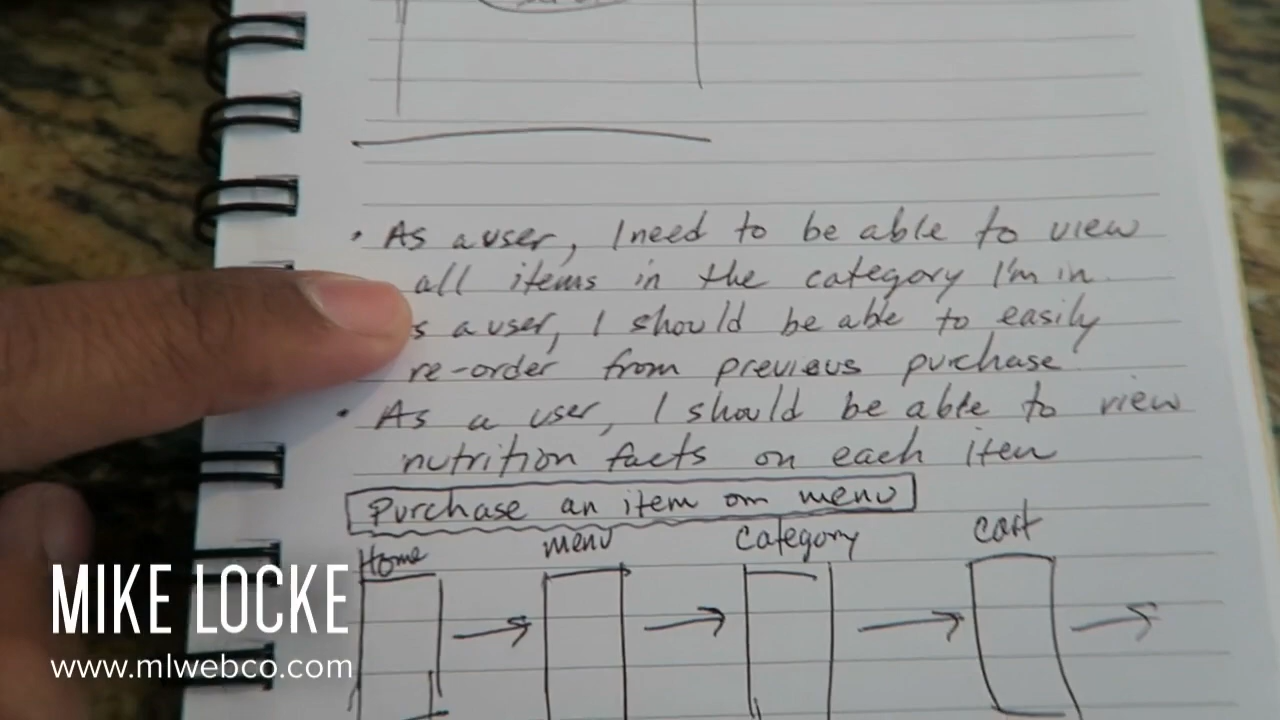 • As a user, I need to be able to view
all items in the category I'm in.
s a user, I should be able to easily
re-order from previous purchase
• As a user, I should be able to view
nutrition facts on each item
Purchase an item om menu
Home menu category cart
MIKE LOCKE
www.mlwebco.com